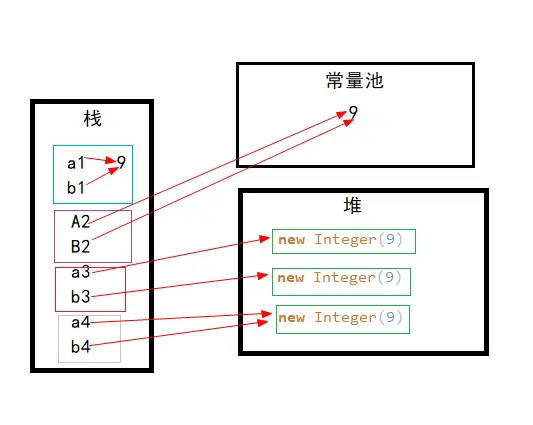 栈
a1 9
b1
A2
B2
a3
b3
a4
b4
常量池
9
堆
new Integer(9)
new Integer(9)
new Integer(9)